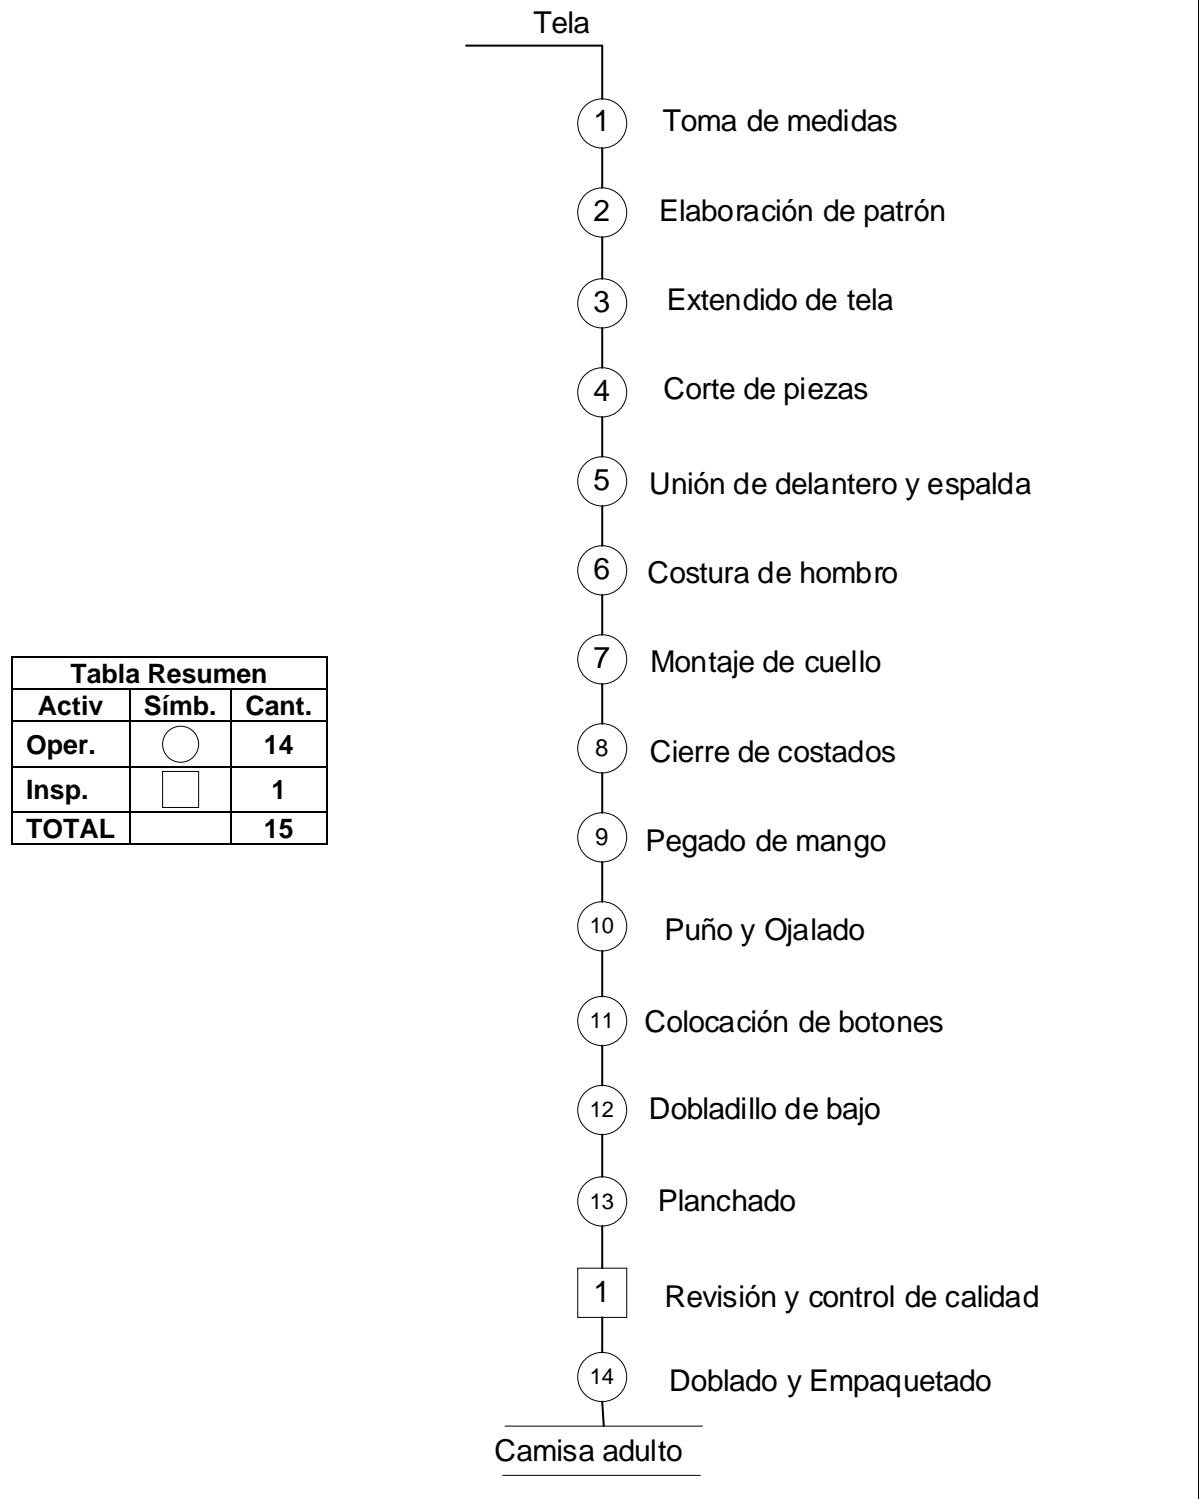 Tela
1 Toma de medidas
2 Elaboración de patrón
3 Extendido de tela
4 Corte de piezas
5 Unión de delantero y espalda
6 Costura de hombro
7 Montaje de cuello
8 Cierre de costados
9 Pegado de mango
10 Puño y Ojalado
11 Colocación de botones
12 Dobladillo de bajo
13 Planchado
1 Revisión y control de calidad
14 Doblado y Empaquetado
Camisa adulto
Tabla Resumen
Activ Símb. Cant.
Oper. 14
Insp. 1
TOTAL 15